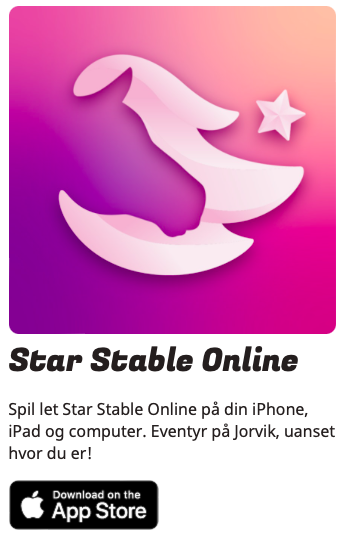 Star Stable Online
Spil let Star Stable Online på din iPhone,
iPad og computer. Eventyr på Jorvik, uanset
hvor du er!
Download on the
App Store